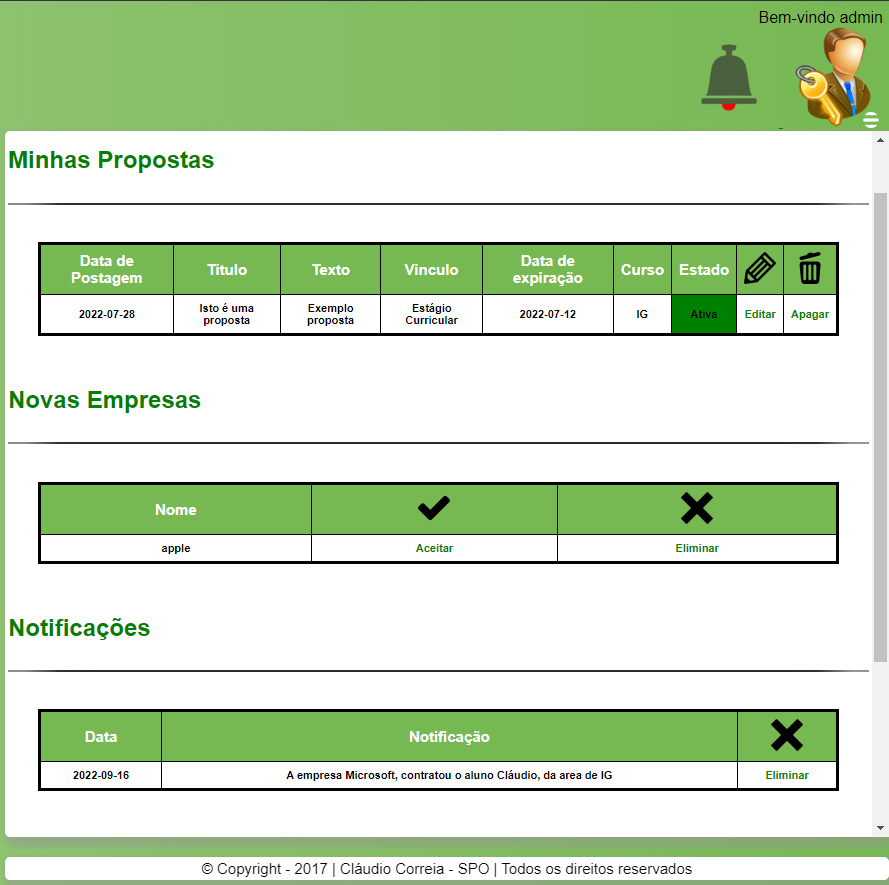 Bem-vindo admin
Minhas Propostas
Data de Postagem Título Texto Vinculo Data de expiração Curso Estado
2022-07-28 Isto é uma proposta Exemplo proposta Estágio Curricular 2022-07-12 IG Ativa Editar Apagar
Novas Empresas
Nome
apple Aceitar Eliminar
Notificações
Data Notificação
2022-09-16 A empresa Microsoft, contratou o aluno Cláudio, da area de IG Eliminar
© Copyright - 2017 | Cláudio Correia - SPO | Todos os direitos reservados